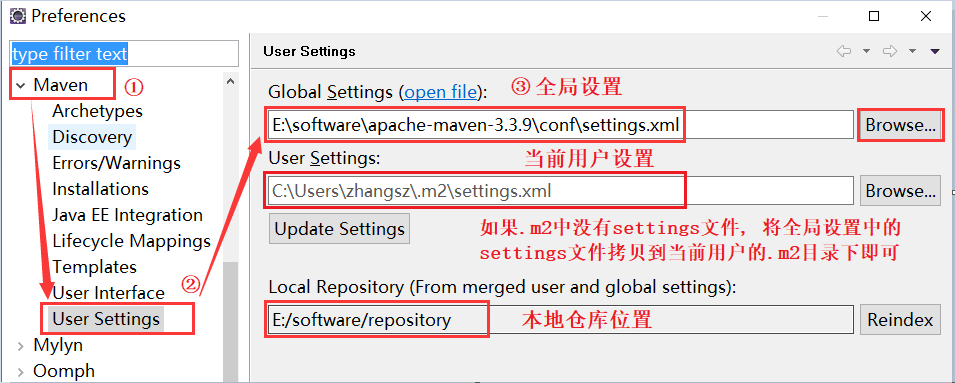 Preferences
type filter text
Maven
①
Archetypes
Discovery
Errors/Warnings
Installations
Java EE Integration
Lifecycle Mappings
Templates
②
User Interface
User Settings
Mylyn
Oomph
User Settings
Global Settings (open file):
③全局设置
E:\software\apache-maven-3.3.9\conf\settings.xml
Browse...
User Settings:
当前用户设置
C:\Users\zhangsz\.m2\settings.xml
Browse...
Update Settings
如果.m2中没有settings文件, 将全局设置中的
settings文件拷贝到当前用户的.m2目录下即可
Local Repository (From merged user and global settings):
E:/software/repository
本地仓库位置
Reindex